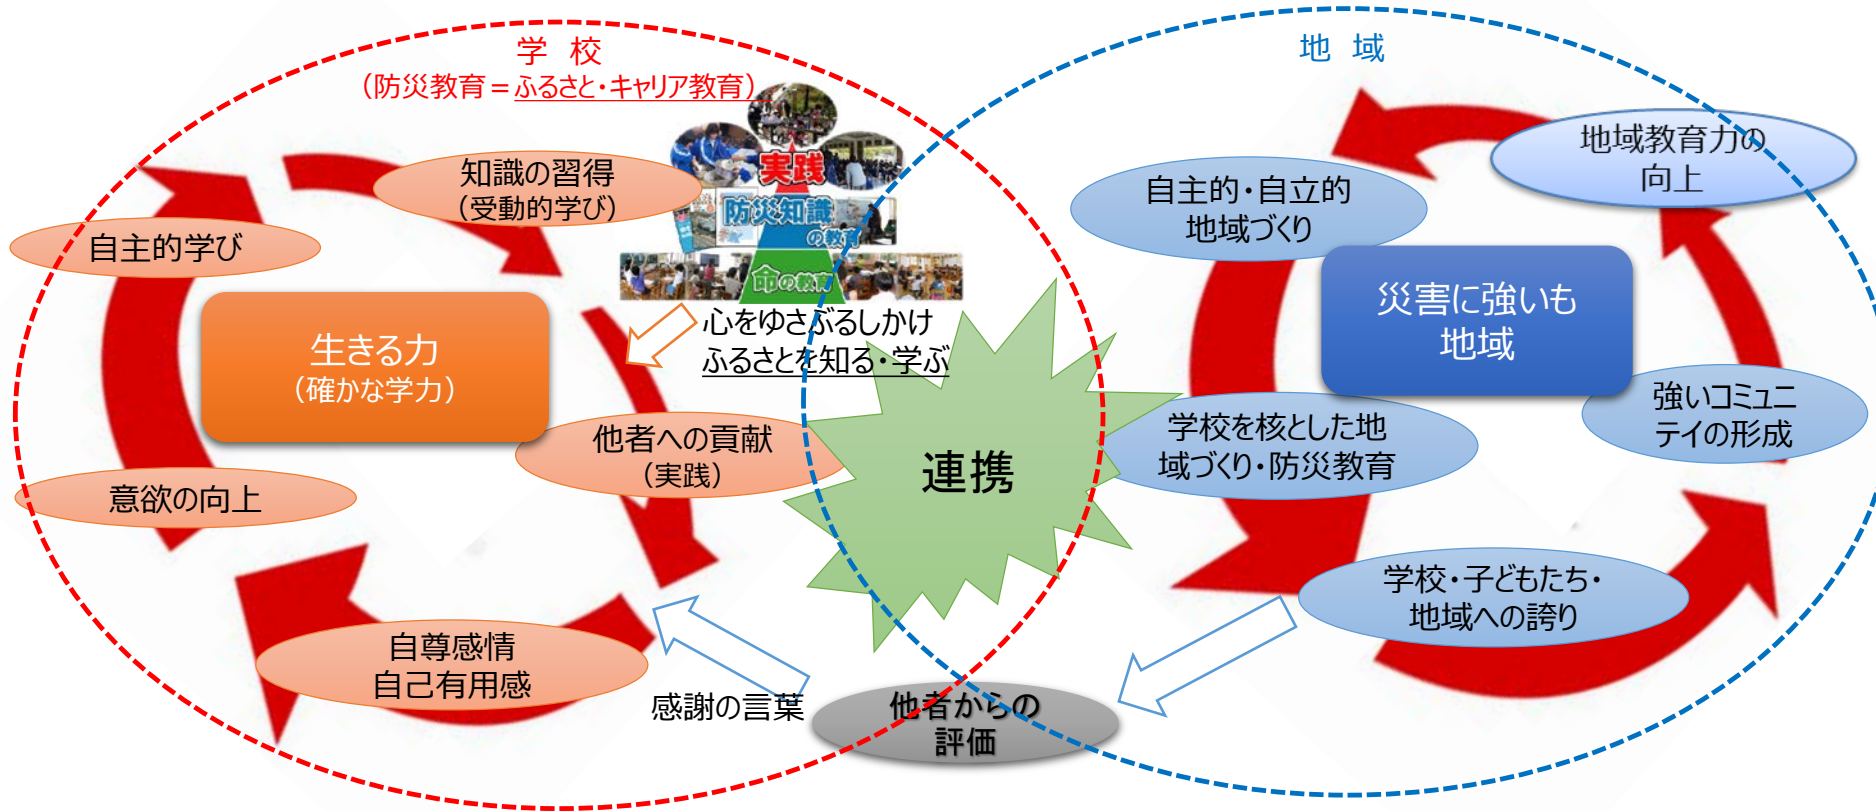 学 校
（防災教育＝ふるさと・キャリア教育）
知識の習得
（受動的学び）
自主的学び
生きる力
（確かな学力）
意欲の向上
自尊感情
自己有用感
他者への貢献
（実践）
実践
防災知識
の教育
命の教育
心をゆさぶるしかけ
ふるさとを知る・学ぶ
連携
感謝の言葉
他者からの
評価
地 域
地域教育力の
向上
自主的・自立的
地域づくり
災害に強いも
地域
強いコミュニ
テイの形成
学校を核とした地
域づくり・防災教育
学校・子どもたち・
地域への誇り